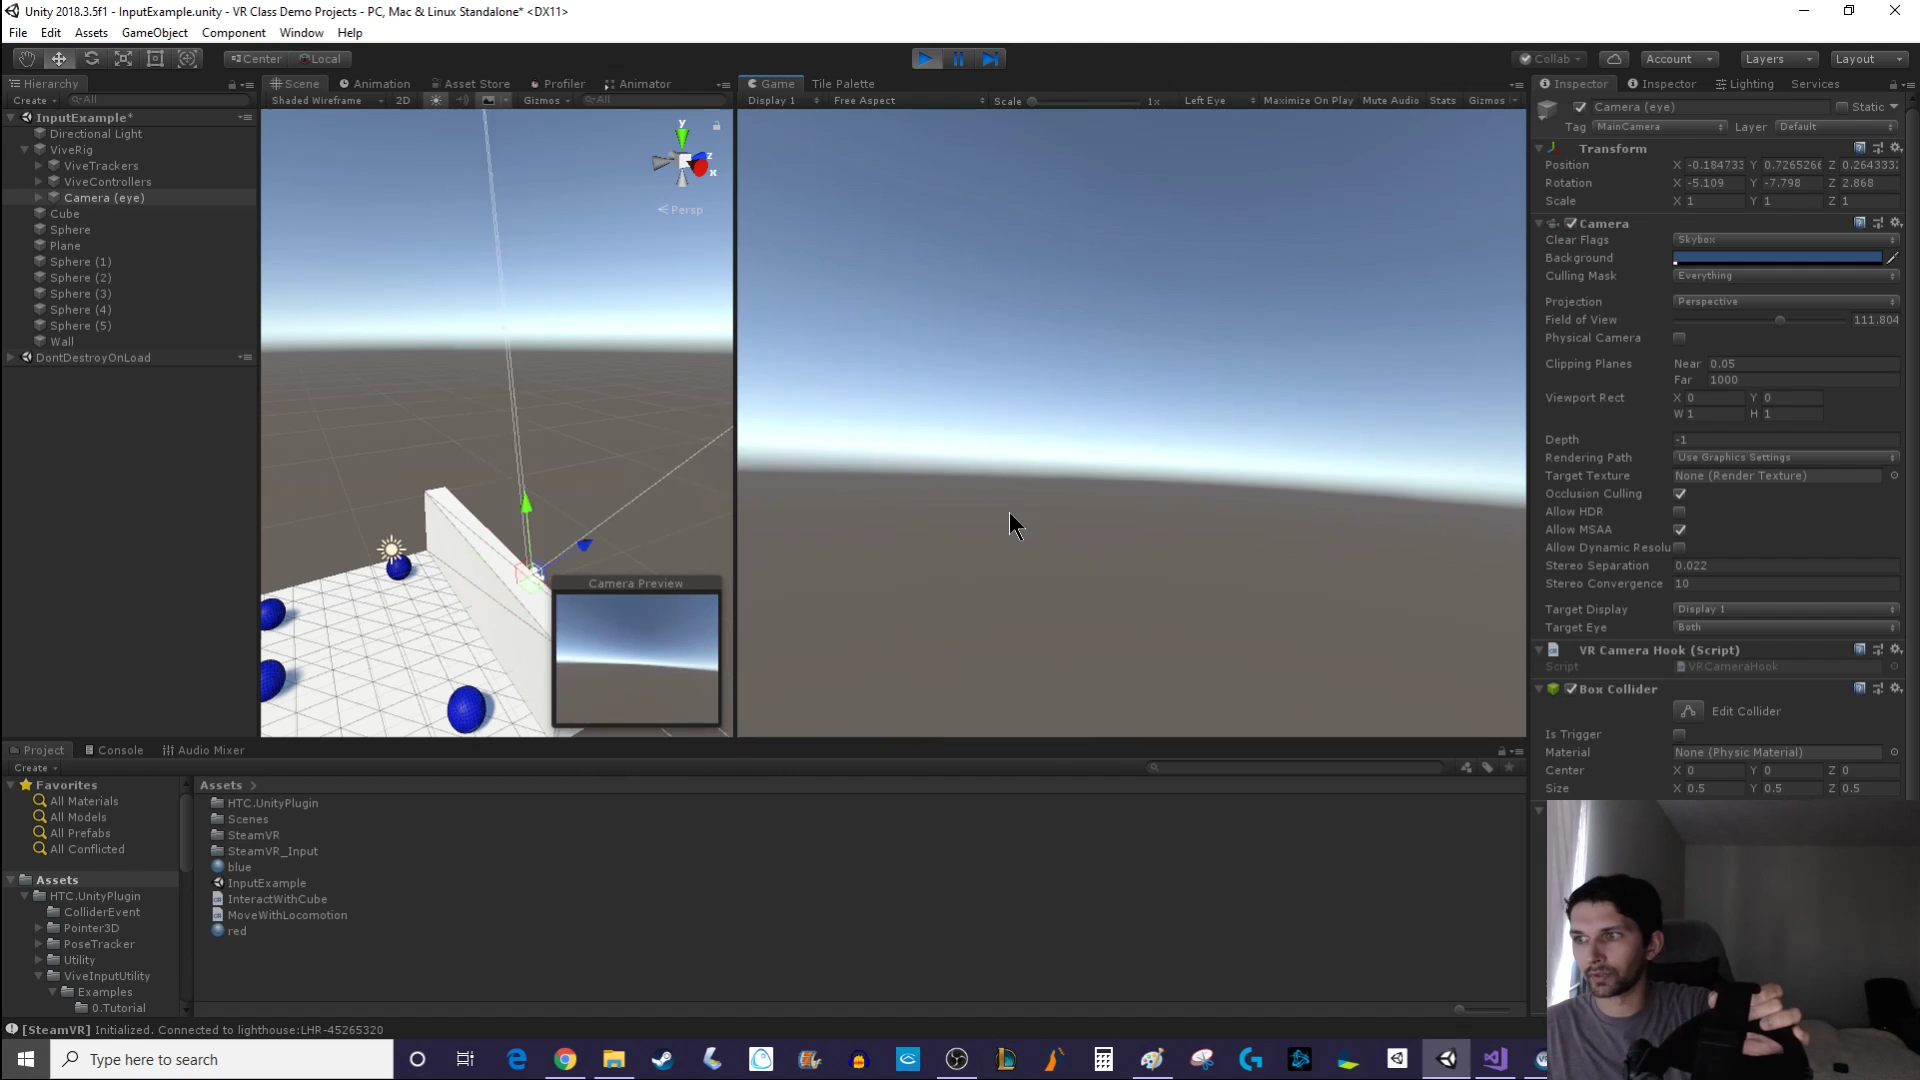 Unity 2018.3.5f1 - InputExample.unity - VR Class Demo Projects - PC, Mac & Linux Standalone* <DX11>
File Edit Assets GameObject Component Window Help
Center Local Collab Account Layers Layout
Hierarchy
Create All
InputExample*
Directional Light
ViveRig
ViveTrackers
ViveControllers
Camera (eye)
Cube
Sphere
Plane
Sphere (1)
Sphere (2)
Sphere (3)
Sphere (4)
Sphere (5)
Wall
DontDestroyOnLoad
Scene Animation Asset Store Profiler Animator
Shaded Wireframe 2D Gizmos All
y
z
x
Persp
Camera Preview
Game Tile Palette
Display 1 Free Aspect Scale 1x Left Eye Maximize On Play Mute Audio Stats Gizmos
Inspector Inspector Lighting Services
Camera (eye) Static
Tag MainCamera Layer Default
Transform
Position X -0.184733 Y 0.7265266 Z 0.264333
Rotation X -5.109 Y -7.798 Z 2.868
Scale X 1 Y 1 Z 1
Camera
Clear Flags Skybox
Background
Culling Mask Everything
Projection Perspective
Field of View 111.804
Physical Camera
Clipping Planes Near 0.05
Far 1000
Viewport Rect X 0 Y 0
W 1 H 1
Depth -1
Rendering Path Use Graphics Settings
Target Texture None (Render Texture)
Occlusion Culling
Allow HDR
Allow MSAA
Allow Dynamic Resolu
Stereo Separation 0.022
Stereo Convergence 10
Target Display Display 1
Target Eye Both
VR Camera Hook (Script)
Script VRCameraHook
Box Collider
Edit Collider
Is Trigger
Material None (Physic Material)
Center X 0 Y 0 Z 0
Size X 0.5 Y 0.5 Z 0.5
Project Console Audio Mixer
Create
Favorites
All Materials
All Models
All Prefabs
All Conflicted
Assets
HTC.UnityPlugin
ColliderEvent
Pointer3D
PoseTracker
Utility
ViveInputUtility
Examples
0.Tutorial
Assets
HTC.UnityPlugin
Scenes
SteamVR
SteamVR_Input
blue
InputExample
InteractWithCube
MoveWithLocomotion
red
[SteamVR] Initialized. Connected to lighthouse:LHR-45265320
Type here to search